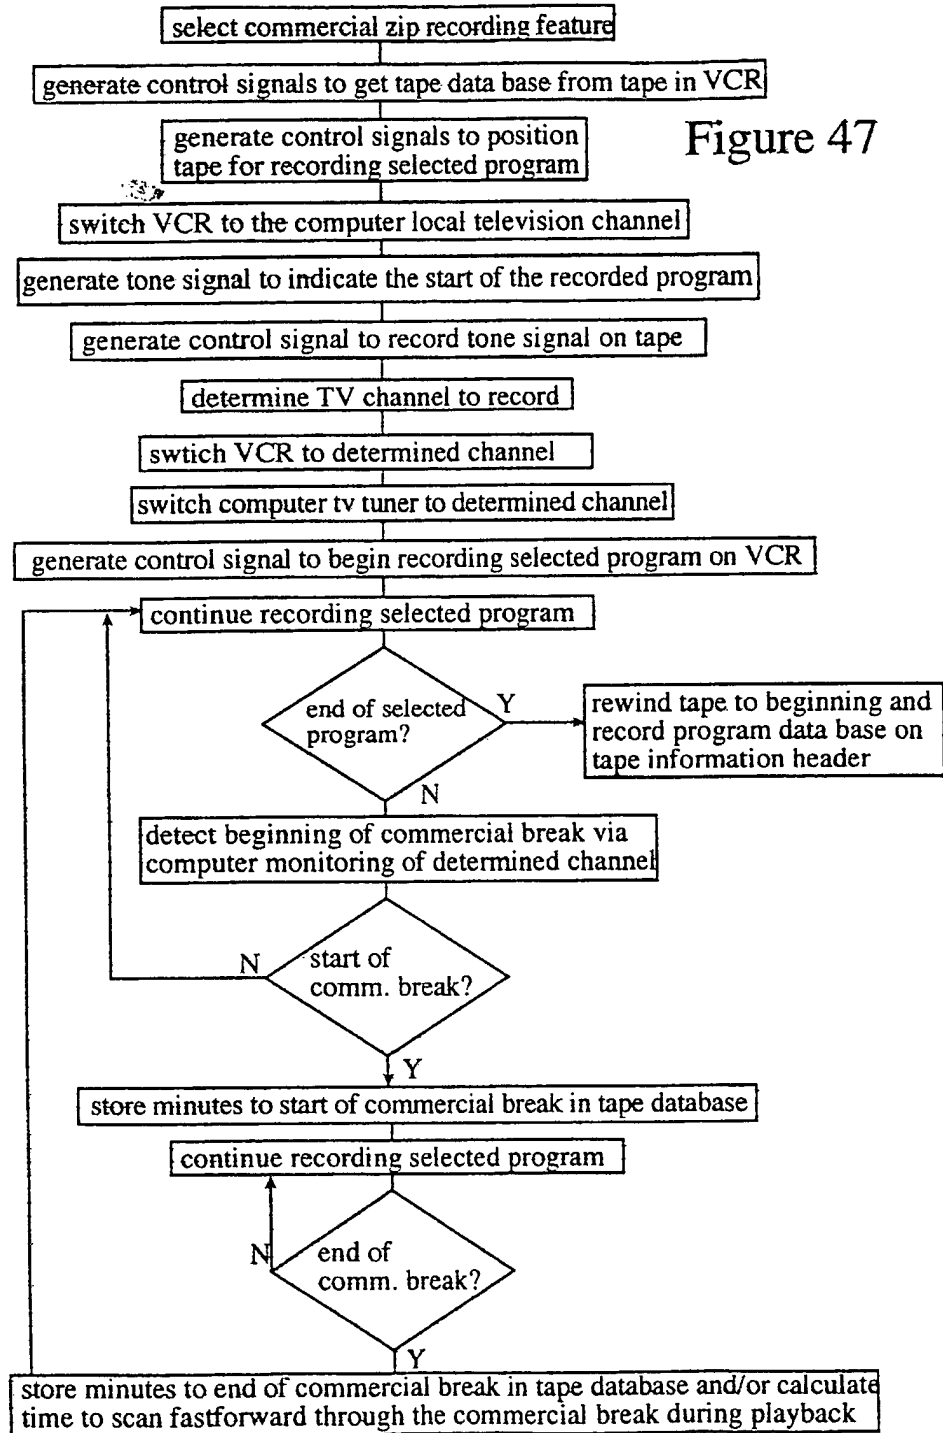 select commercial zip recording feature
generate control signals to get tape data base from tape in VCR
Figure 47
generate control signals to position
tape for recording selected program
switch VCR to the computer local television channel
generate tone signal to indicate the start of the recorded program
generate control signal to record tone signal on tape
determine TV channel to record
swtich VCR to determined channel
switch computer tv tuner to determined channel
generate control signal to begin recording selected program on VCR
continue recording selected program
end of selected
program?
Y
rewind tape to beginning and
record program data base on
tape information header
N
detect beginning of commercial break via
computer monitoring of determined channel
N
start of
comm. break?
Y
store minutes to start of commercial break in tape database
continue recording selected program
N
end of
comm. break?
Y
store minutes to end of commercial break in tape database and/or calculate
time to scan fastforward through the commercial break during playback